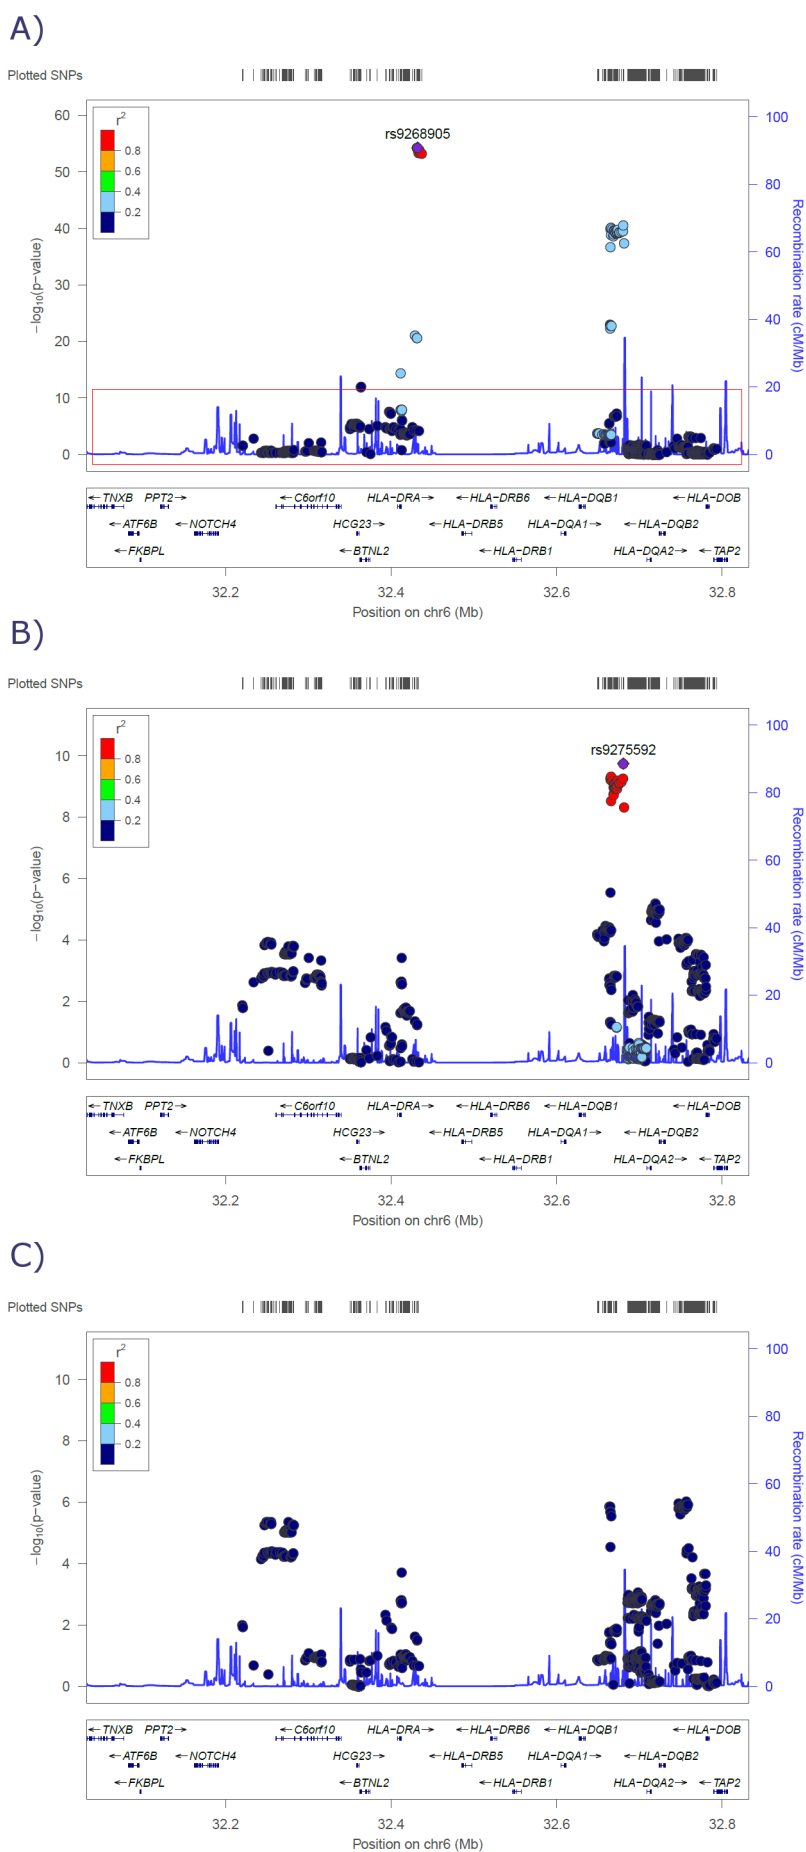 A)
Plotted SNPs
r2
0.8
0.6
0.4
0.2
rs9268905
60
50
40
30
20
10
0
−log10(p−value)
100
80
60
40
20
0
Recombination rate (cM/Mb)
←TNXB PPT2→ ←C6orf10 HLA−DRA→ ←HLA−DRB6 ←HLA−DQB1 ←HLA−DOB
←ATF6B ←NOTCH4 HCG23→ ←HLA−DRB5 HLA−DQA1→ ←HLA−DQB2
←FKBPL ←BTNL2 ←HLA−DRB1 HLA−DQA2→ ←TAP2
32.2 32.4 32.6 32.8
Position on chr6 (Mb)
B)
Plotted SNPs
r2
0.8
0.6
0.4
0.2
rs9275592
10
8
6
4
2
0
−log10(p−value)
100
80
60
40
20
0
Recombination rate (cM/Mb)
←TNXB PPT2→ ←C6orf10 HLA−DRA→ ←HLA−DRB6 ←HLA−DQB1 ←HLA−DOB
←ATF6B ←NOTCH4 HCG23→ ←HLA−DRB5 HLA−DQA1→ ←HLA−DQB2
←FKBPL ←BTNL2 ←HLA−DRB1 HLA−DQA2→ ←TAP2
32.2 32.4 32.6 32.8
Position on chr6 (Mb)
C)
Plotted SNPs
r2
0.8
0.6
0.4
0.2
10
8
6
4
2
0
−log10(p−value)
100
80
60
40
20
0
Recombination rate (cM/Mb)
←TNXB PPT2→ ←C6orf10 HLA−DRA→ ←HLA−DRB6 ←HLA−DQB1 ←HLA−DOB
←ATF6B ←NOTCH4 HCG23→ ←HLA−DRB5 HLA−DQA1→ ←HLA−DQB2
←FKBPL ←BTNL2 ←HLA−DRB1 HLA−DQA2→ ←TAP2
32.2 32.4 32.6 32.8
Position on chr6 (Mb)